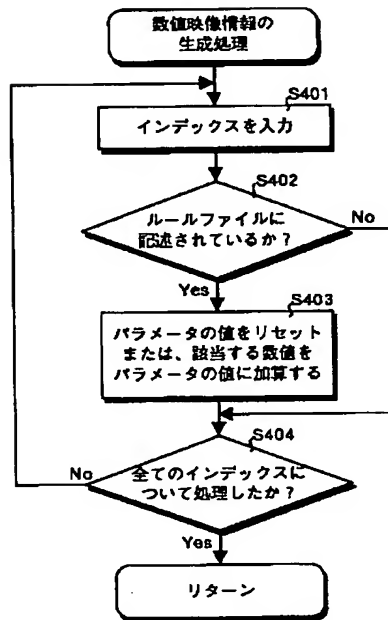 数値映像情報の
生成処理
S401
インデックスを入力
S402
ルールファイルに
記述されているか？
No
Yes
S403
パラメータの値をリセット
または、該当する数値を
パラメータの値に加算する
S404
No
全てのインデックスに
ついて処理したか？
Yes
リターン